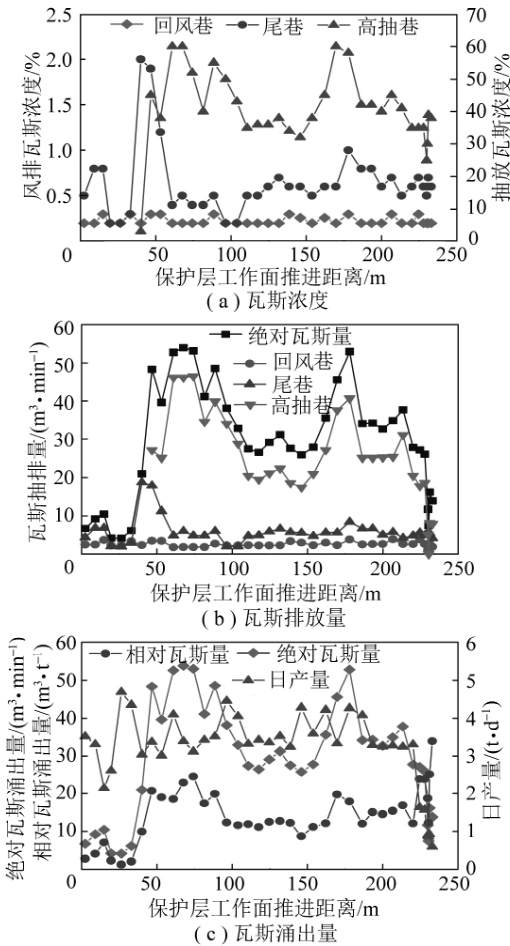 回风巷 尾巷 高抽巷
风排瓦斯浓度/%
2.5
2.0
1.5
1.0
0.5
0
抽放瓦斯浓度/%
70
60
50
40
30
20
10
0
50 100 150 200 250
保护层工作面推进距离/m
( a ) 瓦斯浓度
瓦斯抽排量/(m³•min⁻¹)
60
50
40
30
20
10
0
绝对瓦斯量
回风巷
尾巷
高抽巷
50 100 150 200 250
保护层工作面推进距离/m
( b ) 瓦斯排放量
绝对瓦斯涌出量/(m³•min⁻¹)
相对瓦斯涌出量/(m³•t⁻¹)
60
50
40
30
20
10
0
相对瓦斯量 绝对瓦斯量
日产量
日产量/(t•d⁻¹)
6
5
4
3
2
1
0
50 100 150 200 250
保护层工作面推进距离/m
( c ) 瓦斯涌出量